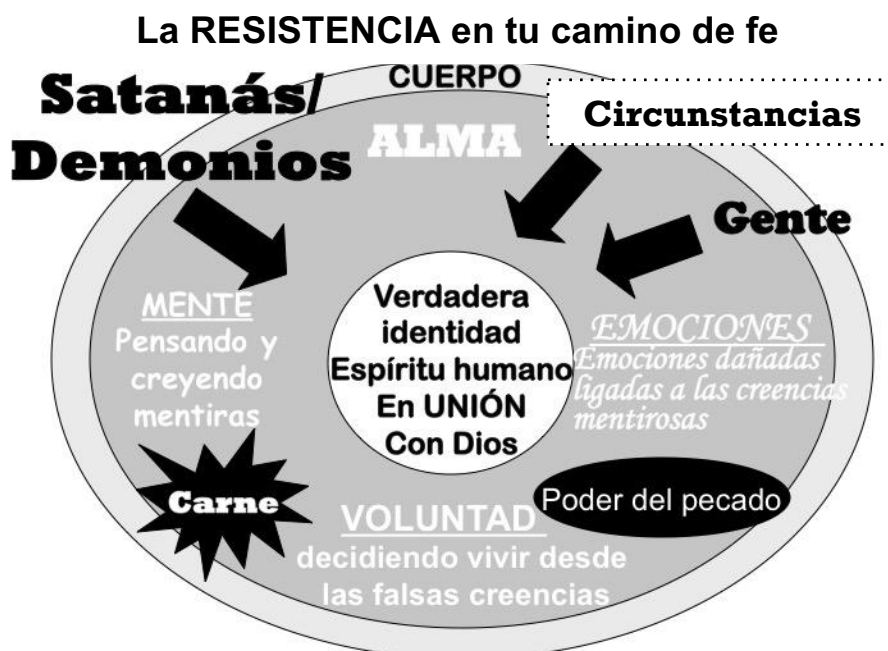 La RESISTENCIA en tu camino de fe
CUERPO
Satanás/
Demonios
Circunstancias
ALMA
Gente
Verdadera
identidad
Espíritu humano
En UNIÓN
Con Dios
MENTE
Pensando y
creyendo
mentiras
EMOCIONES
Emociones dañadas
ligadas a las creencias
mentirosas
Carne
Poder del pecado
VOLUNTAD
decidiendo vivir desde
las falsas creencias